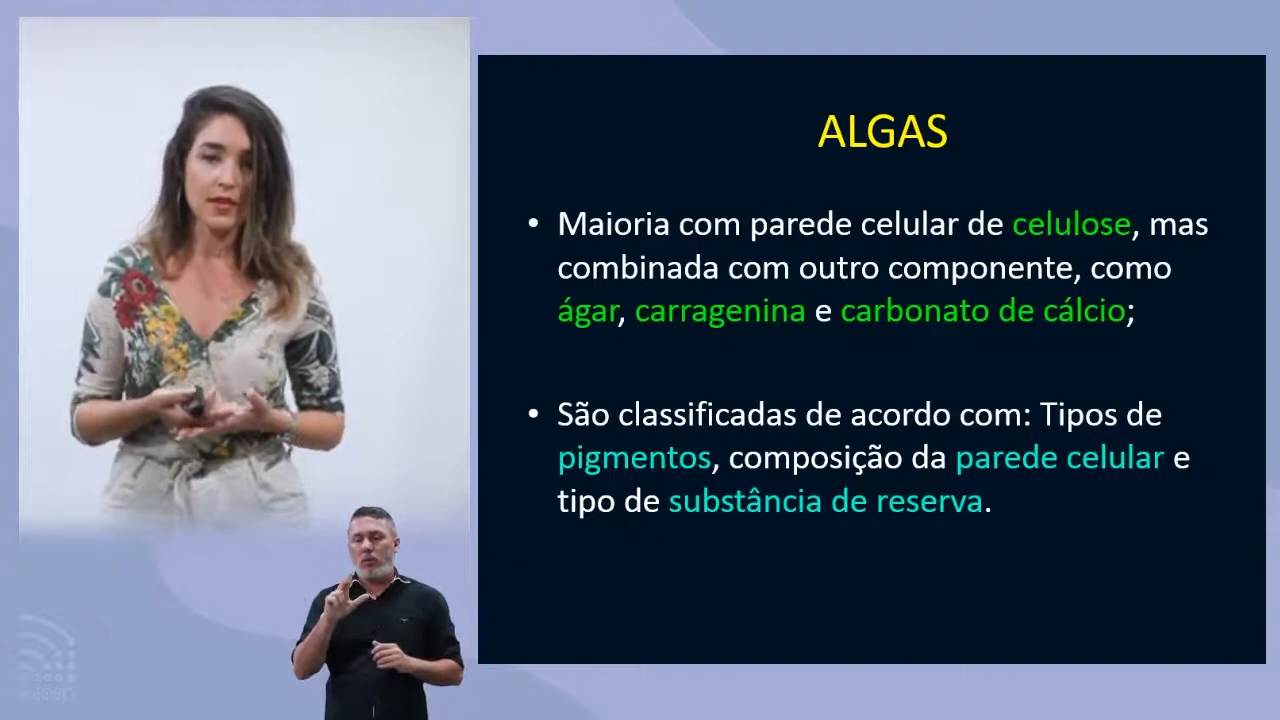 ALGAS
• Maioria com parede celular de celulose, mas
combinada com outro componente, como
ágar, carragenina e carbonato de cálcio;
• São classificadas de acordo com: Tipos de
pigmentos, composição da parede celular e
tipo de substância de reserva.